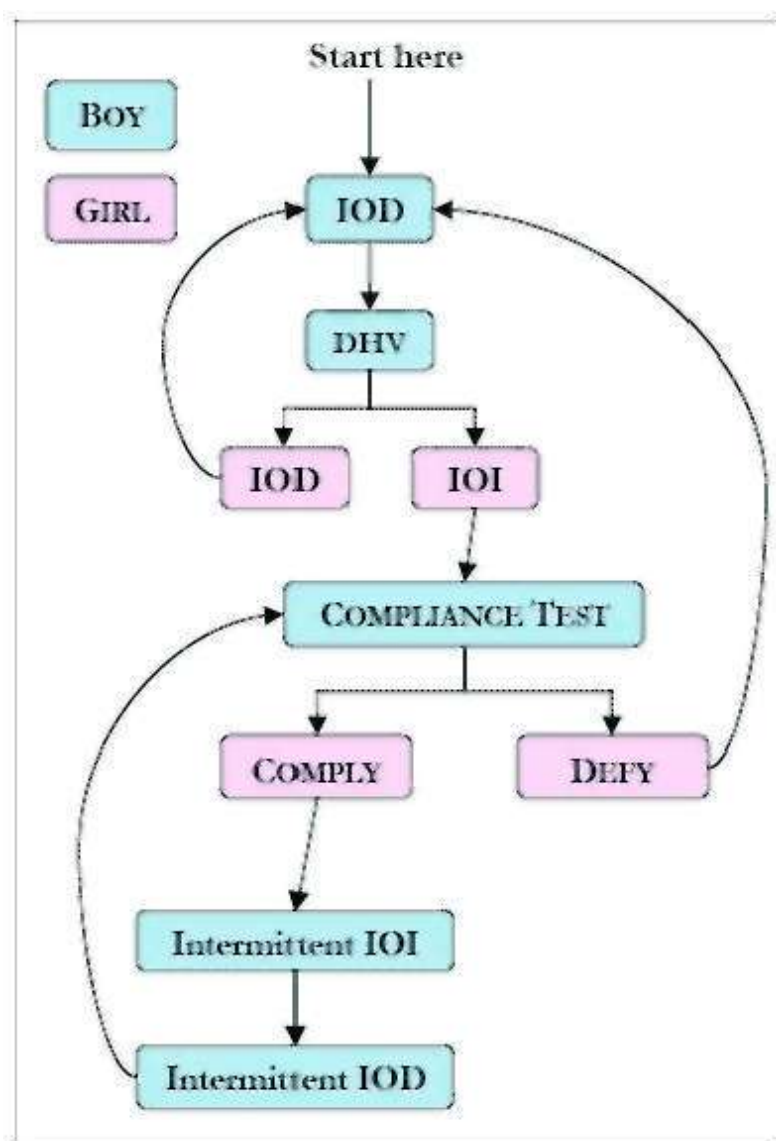 Start here
BOY
GIRL
IOD
DHV
IOD
IOI
COMPLIANCE TEST
COMPLY
DEFY
Intermittent IOI
Intermittent IOD